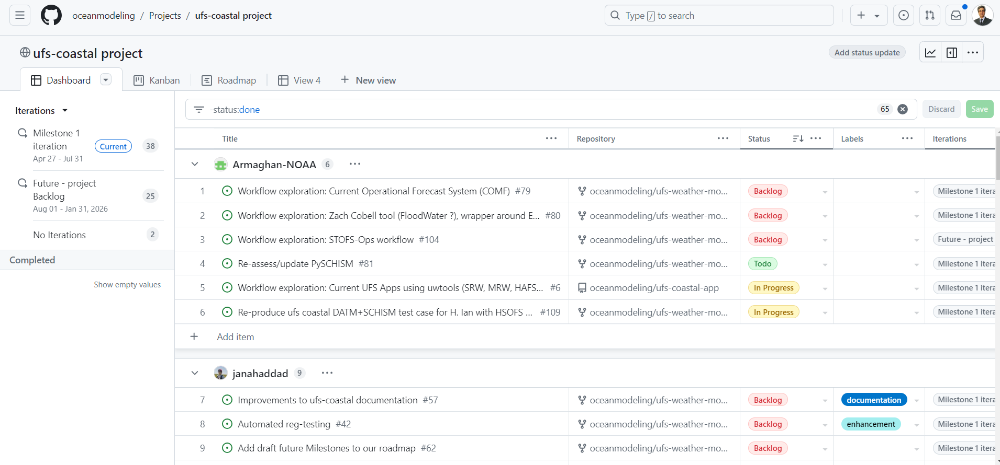 oceanmodeling / Projects / ufs-coastal project
Type / to search
ufs-coastal project
Add status update
Dashboard
Kanban
Roadmap
View 4
New view
Iterations
Milestone 1
iteration
Current
38
Apr 27 - Jul 31
Future - project
Backlog
25
Aug 01 - Jan 31, 2026
No Iterations
2
Completed
Show empty values
-status:done
65
Discard
Save
Title
Repository
Status
Labels
Iterations
Armaghan-NOAA 6
1 Workflow exploration: Current Operational Forecast System (COMF) #79 oceanmodeling/ufs-weather-mo... Backlog Milestone 1 itera
2 Workflow exploration: Zach Cobell tool (FloodWater ?), wrapper around E... #80 oceanmodeling/ufs-weather-mo... Backlog Milestone 1 itera
3 Workflow exploration: STOFS-Ops workflow #104 oceanmodeling/ufs-weather-mo... Backlog Future - project
4 Re-assess/update PySCHISM #81 oceanmodeling/ufs-weather-mo... Todo Milestone 1 itera
5 Workflow exploration: Current UFS Apps using uwtools (SRW, MRW, HAFS... #6 oceanmodeling/ufs-coastal-app In Progress Milestone 1 itera
6 Re-produce ufs coastal DATM+SCHISM test case for H. Ian with HSOFS ... #109 oceanmodeling/ufs-weather-mo... In Progress Milestone 1 itera
Add item
janahaddad 9
7 Improvements to ufs-coastal documentation #57 oceanmodeling/ufs-weather-mo... Backlog documentation Milestone 1 itera
8 Automated reg-testing #42 oceanmodeling/ufs-weather-mo... Backlog enhancement Milestone 1 itera
9 Add draft future Milestones to our roadmap #62 oceanmodeling/ufs-weather-mo... Backlog Milestone 1 itera